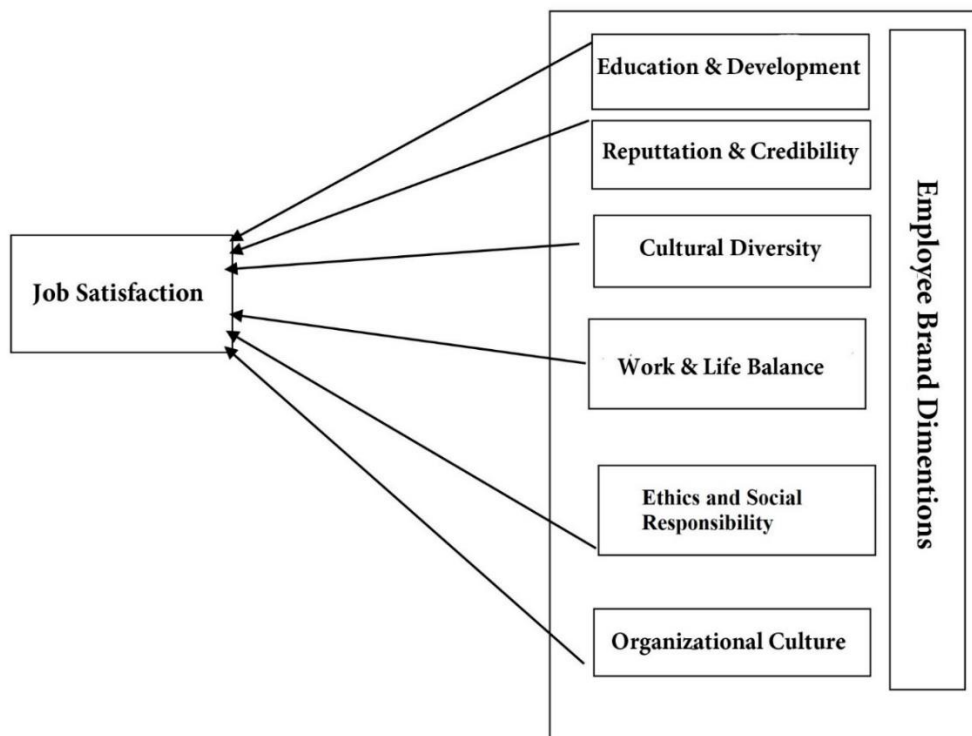 Education & Development
Reputtation & Credibility
Cultural Diversity
Job Satisfaction
Work & Life Balance
Ethics and Social
Responsibility
Organizational Culture
Employee Brand Dimentions